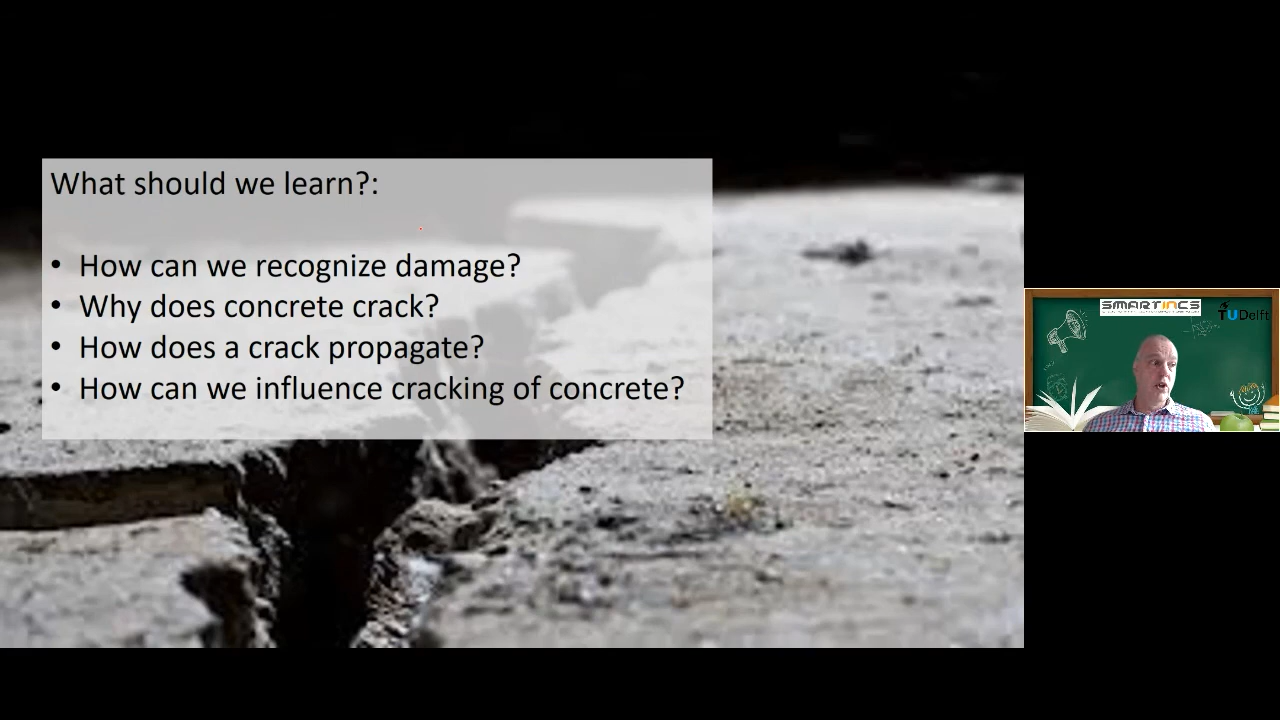 What should we learn?:
• How can we recognize damage?
• Why does concrete crack?
• How does a crack propagate?
• How can we influence cracking of concrete?
SMARTINCS
TUDelft